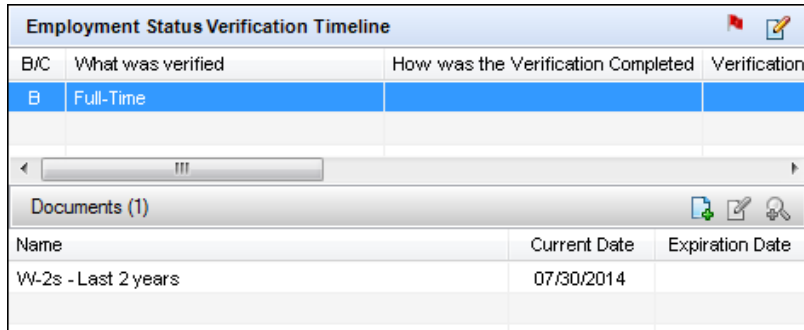 Employment Status Verification Timeline
B/C What was verified How was the Verification Completed Verification
B Full-Time
Documents (1)
Name Current Date Expiration Date
W-2s - Last 2 years 07/30/2014